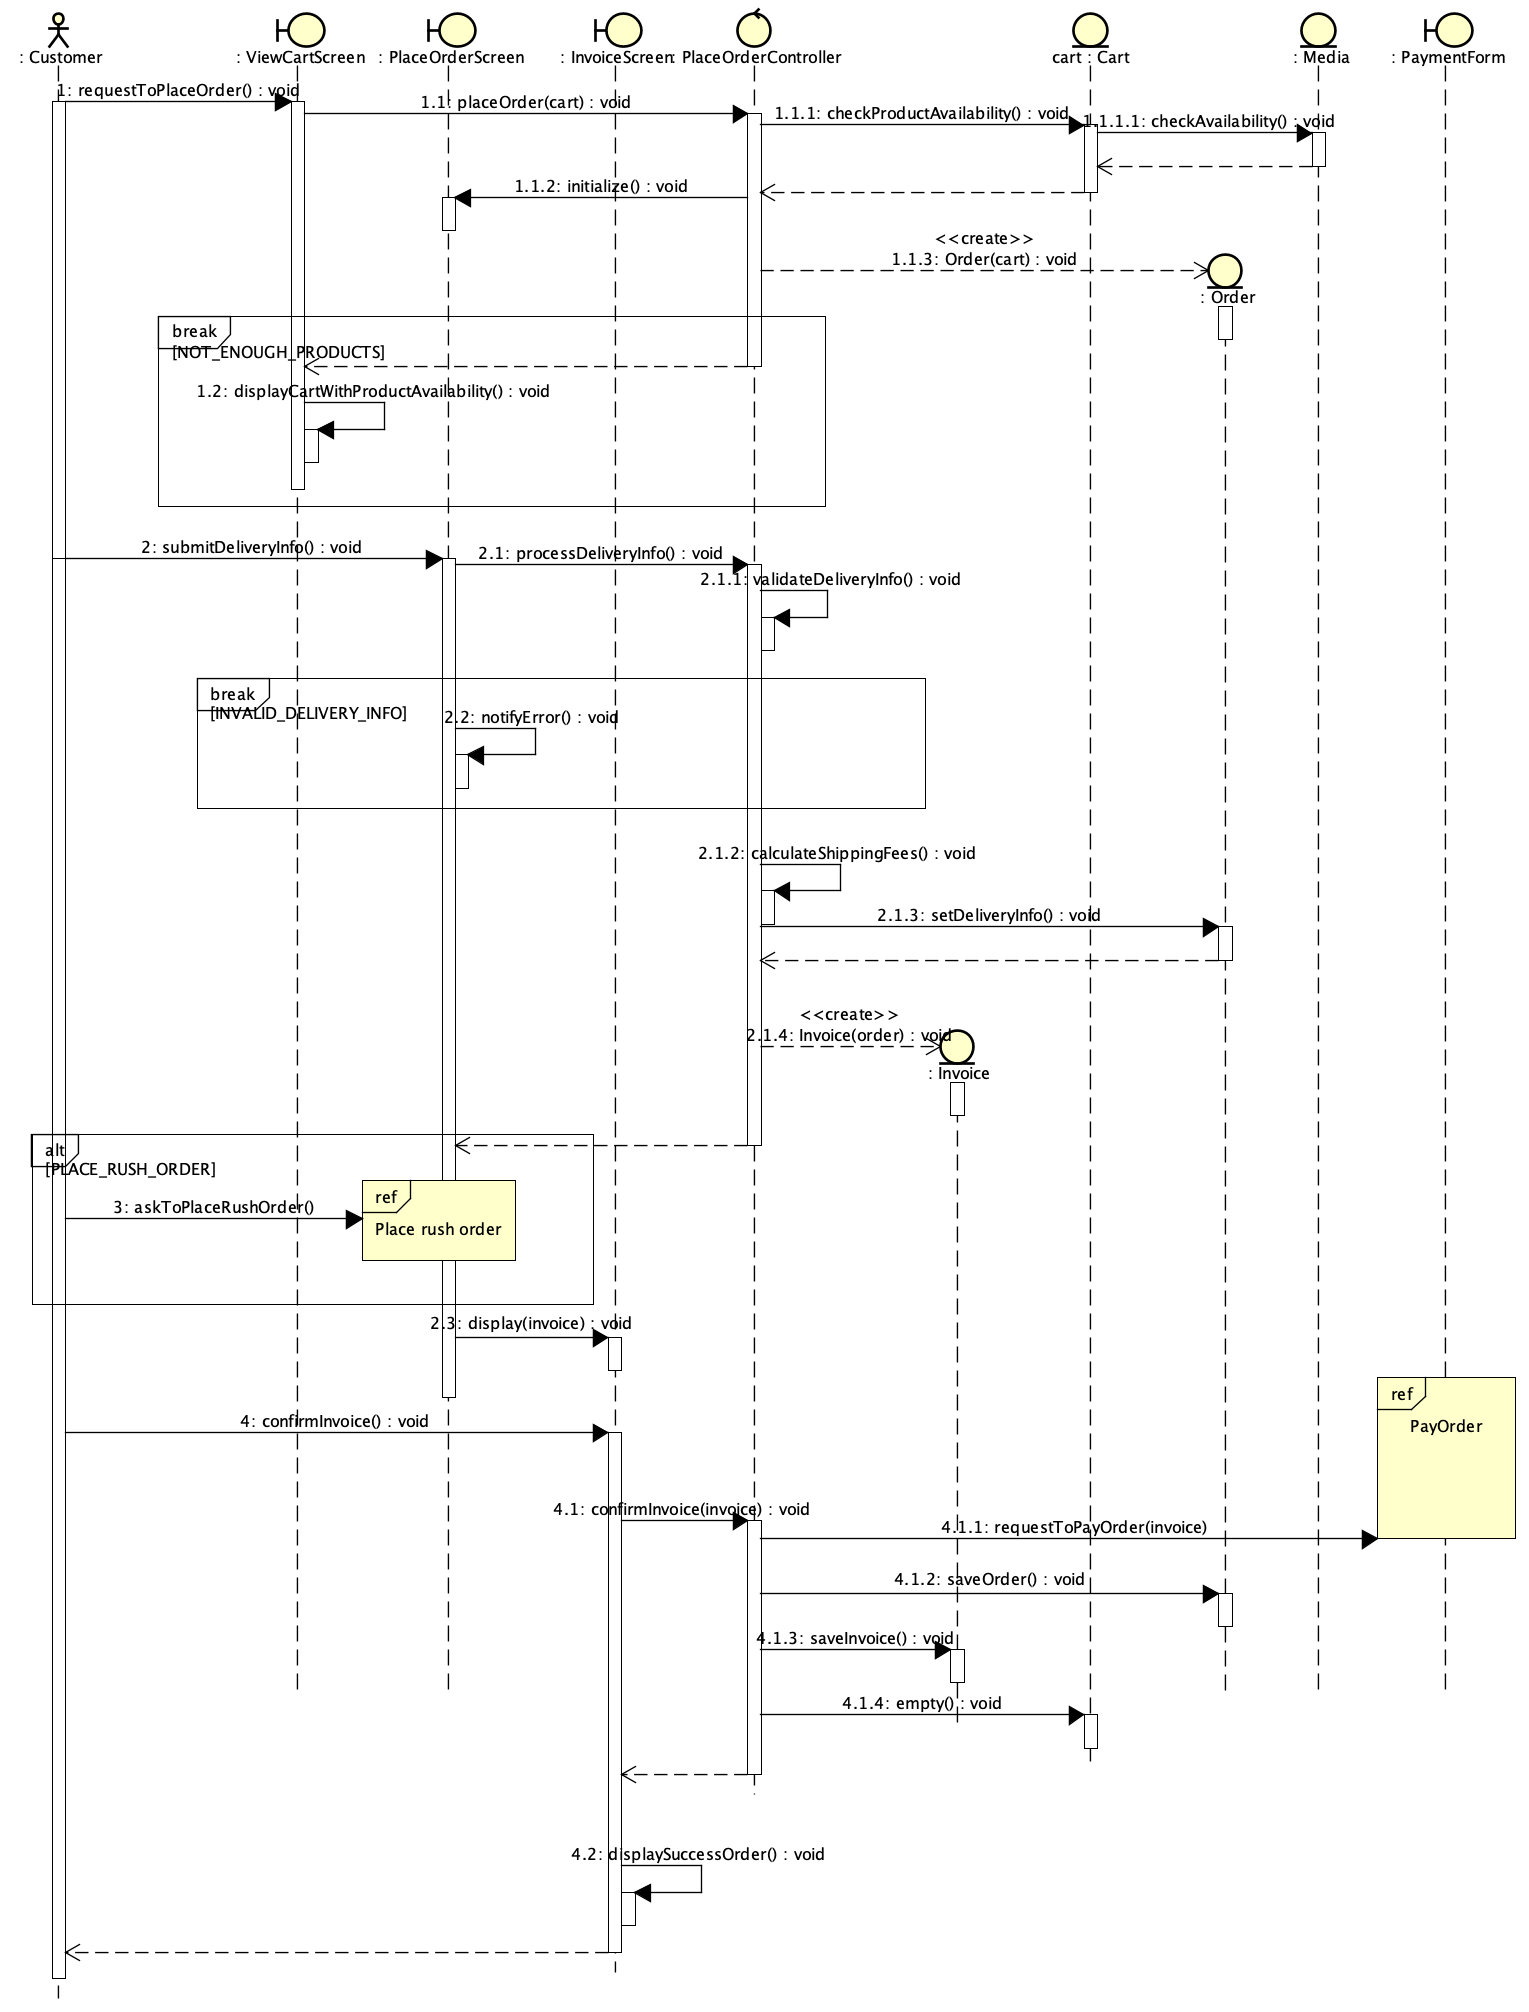 : Customer
: ViewCartScreen
: PlaceOrderScreen
: InvoiceScreen
: PlaceOrderController
cart : Cart
: Media
: PaymentForm
1: requestToPlaceOrder() : void
1.1: placeOrder(cart) : void
1.1.1: checkProductAvailability() : void
1.1.1.1: checkAvailability() : void
1.1.2: initialize() : void
<<create>>
1.1.3: Order(cart) : void
: Order
break
[NOT_ENOUGH_PRODUCTS]
1.2: displayCartWithProductAvailability() : void
2: submitDeliveryInfo() : void
2.1: processDeliveryInfo() : void
2.1.1: validateDeliveryInfo() : void
break
[INVALID_DELIVERY_INFO]
2.2: notifyError() : void
2.1.2: calculateShippingFees() : void
2.1.3: setDeliveryInfo() : void
<<create>>
2.1.4: Invoice(order) : void
: Invoice
alt
[PLACE_RUSH_ORDER]
ref
3: askToPlaceRushOrder()
Place rush order
2.3: display(invoice) : void
ref
PayOrder
4: confirmInvoice() : void
4.1: confirmInvoice(invoice) : void
4.1.1: requestToPayOrder(invoice)
4.1.2: saveOrder() : void
4.1.3: saveInvoice() : void
4.1.4: empty() : void
4.2: displaySuccessOrder() : void